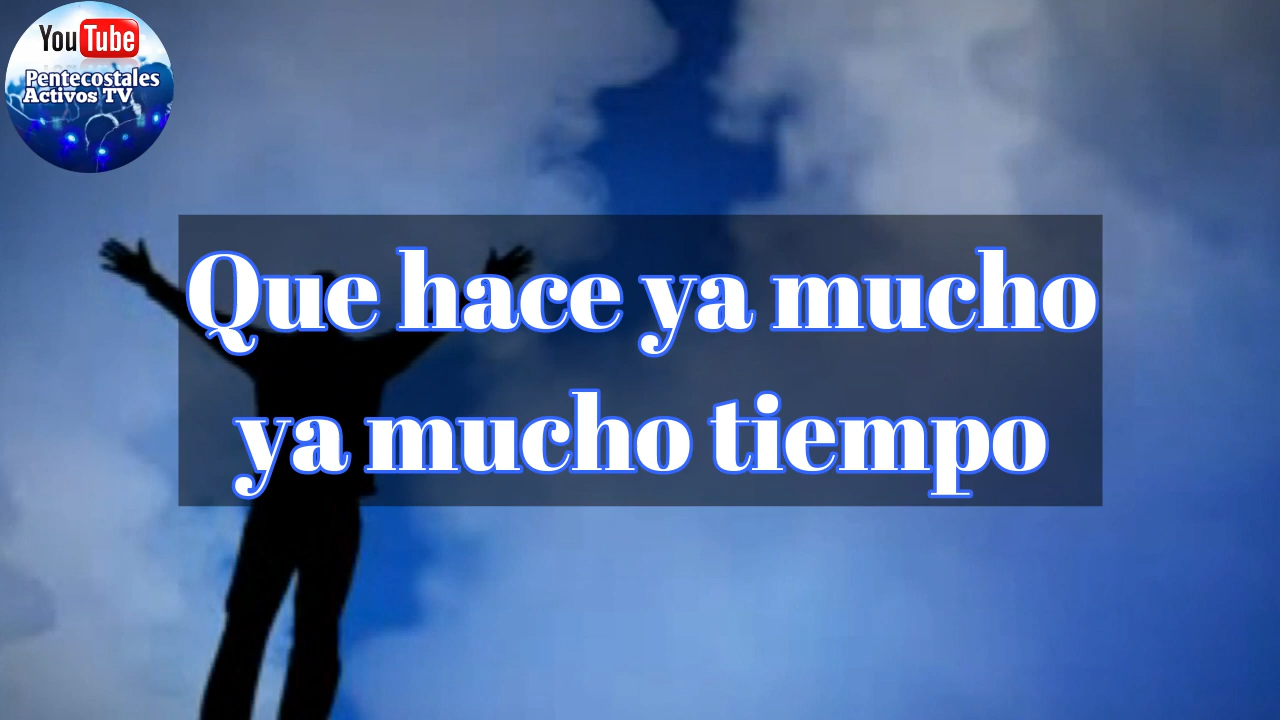 YouTube
Pentecostales
Activos TV
Que hace ya mucho
ya mucho tiempo